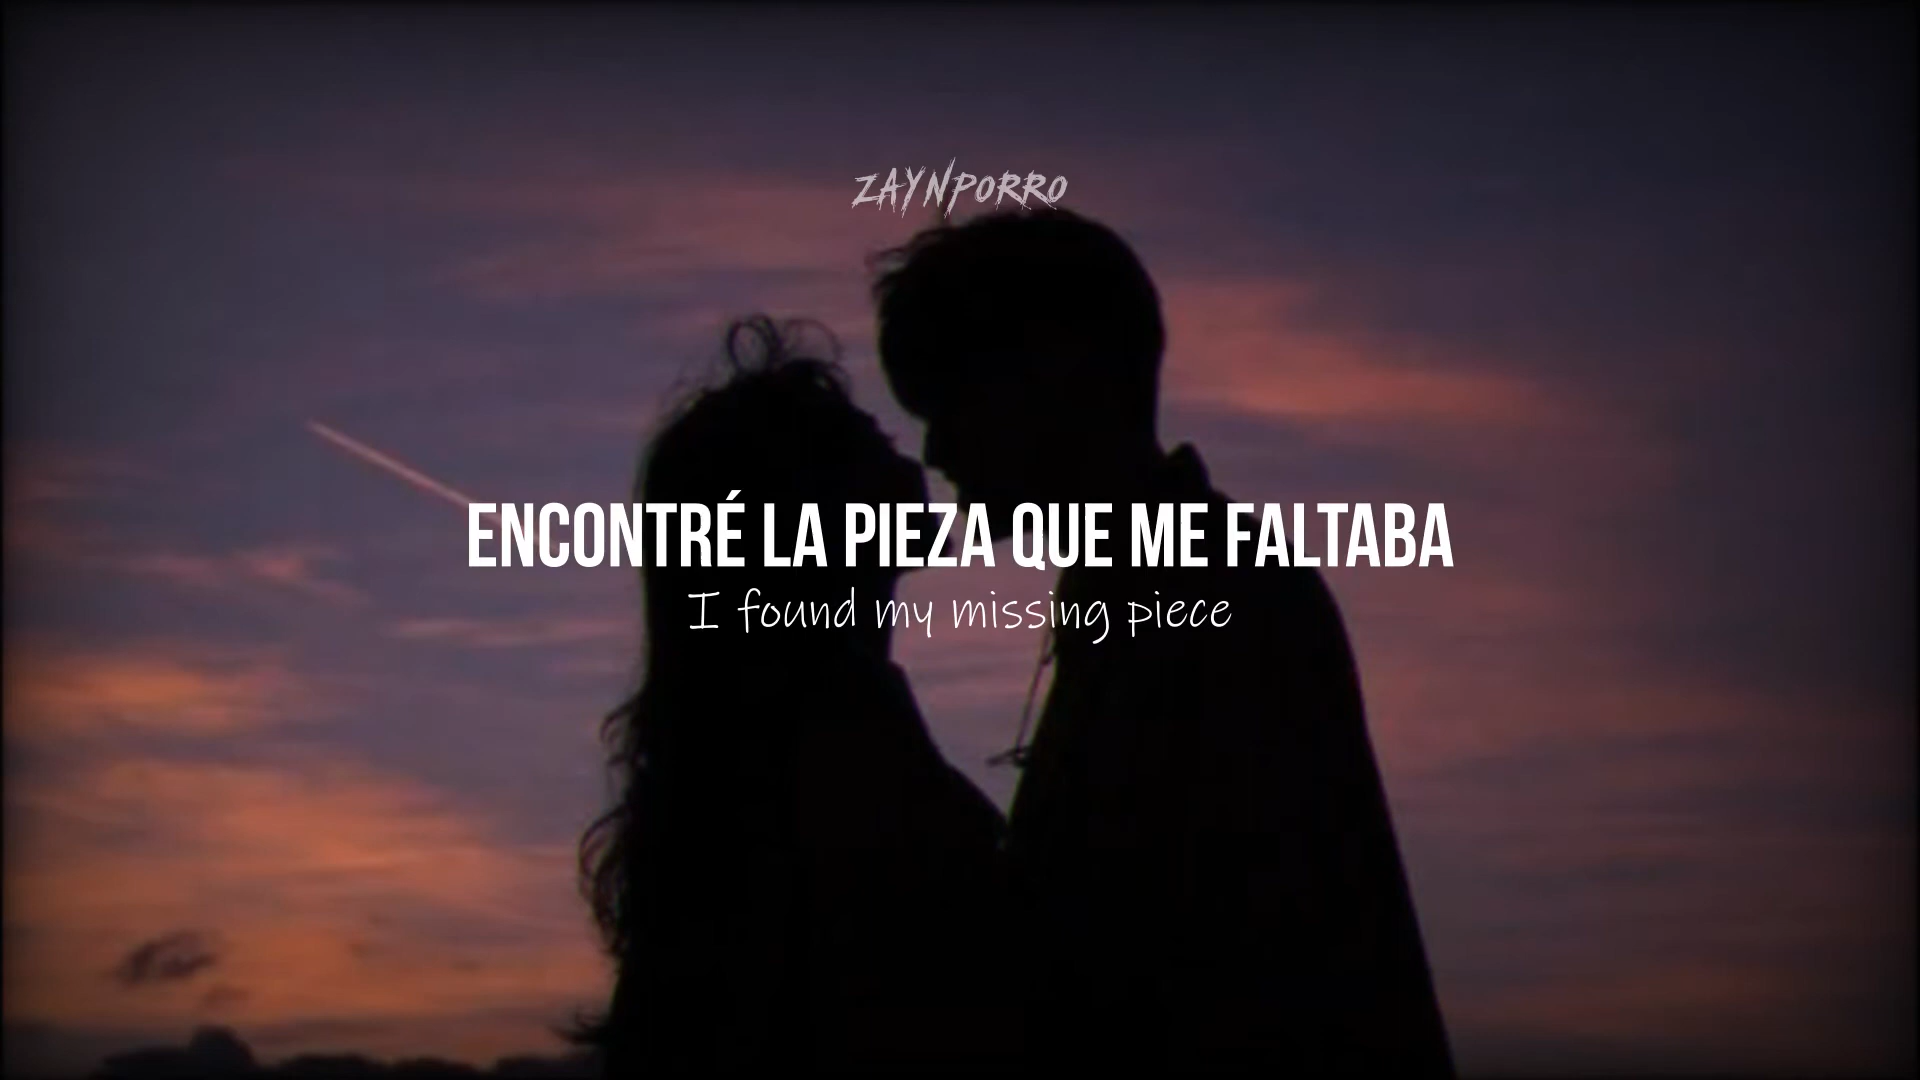 ZAYNPORRO
ENCONTRÉ LA PIEZA QUE ME FALTABA
I found my missing piece